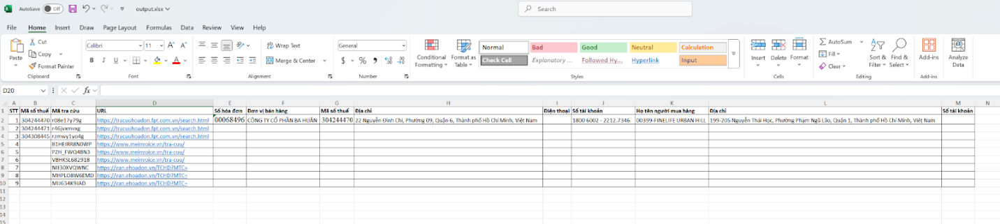 AutoSave Off output.xlsx Search
File Home Insert Draw Page Layout Formulas Data Review View Help
Paste Cut Copy Format Painter Clipboard
Calibri 11 A A B I U A Font
Wrap Text Merge & Center Alignment
General $ % , Number
Conditional Formatting Format as Table
Normal Bad Good Neutral Calculation
Check Cell Explanatory ... Followed Hy... Hyperlink Input
Styles
Insert Delete Format Cells
AutoSum Fill Clear Sort & Filter Find & Select Editing
Add-ins Add-ins
Analyze Data
D20 fx
A B C D E F G H I J K L M N
1 STT Mã số thuế Mã tra cứu URL Số hóa đơn Đơn vị bán hàng Mã số thuế Địa chỉ Điện thoại Số tài khoản Họ tên người mua hàng Địa chỉ Số tài khoản
2 1 304244470 r08e17y79g https://tracuuhoadon.fpt.com.vn/search.html 00068496 CÔNG TY CỔ PHẦN BA HUÂN 304244470 22 Nguyễn Đình Chi, Phường 09, Quận 6, Thành phố Hồ Chí Minh, Việt Nam 1800 6002 - 2212.7346 00399-FINELIFE URBAN HILL 199-205 Nguyễn Thái Học, Phường Phạm Ngũ Lão, Quận 1, Thành phố Hồ Chí Minh, Việt Nam
3 2 304244471 r46jvxmvxg https://tracuuhoadon.fpt.com.vn/search.html
4 3 304308445 rzmwy1yo4g https://tracuuhoadon.fpt.com.vn/search.html
5 4 B1HEIRR8N0WP https://www.meinvoice.vn/tra-cuu/
6 5 PZH_FWQ4BN3 https://www.meinvoice.vn/tra-cuu/
7 6 VBHKSL682918 https://www.meinvoice.vn/tra-cuu/
8 7 NII30XVQWNC https://van.ehoadon.vn/TCHD?MTC=
9 8 MHPLO8W6EMD https://van.ehoadon.vn/TCHD?MTC=
10 9 MIJ634K9JAD https://van.ehoadon.vn/TCHD?MTC=
11
12
13
14
15